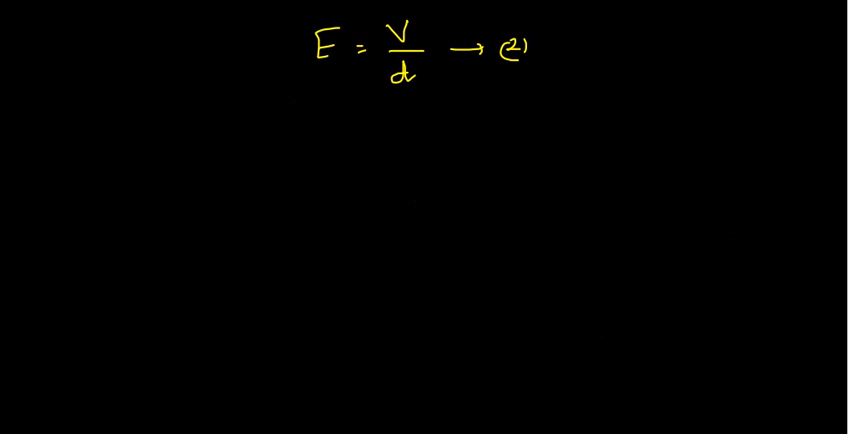 E = V/d → (2)